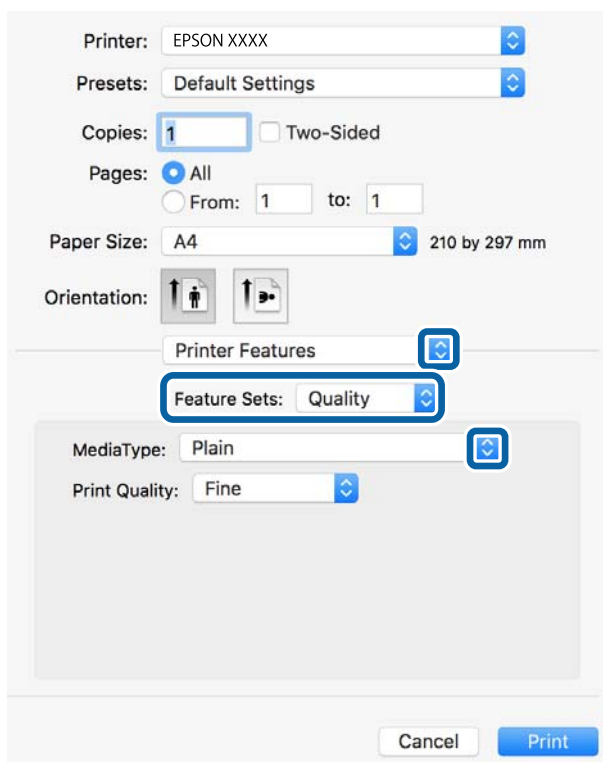 Printer: EPSON XXXX
Presets: Default Settings
Copies: 1 Two-Sided
Pages: All
From: 1 to: 1
Paper Size: A4 210 by 297 mm
Orientation:
Printer Features
Feature Sets: Quality
MediaType: Plain
Print Quality: Fine
Cancel Print